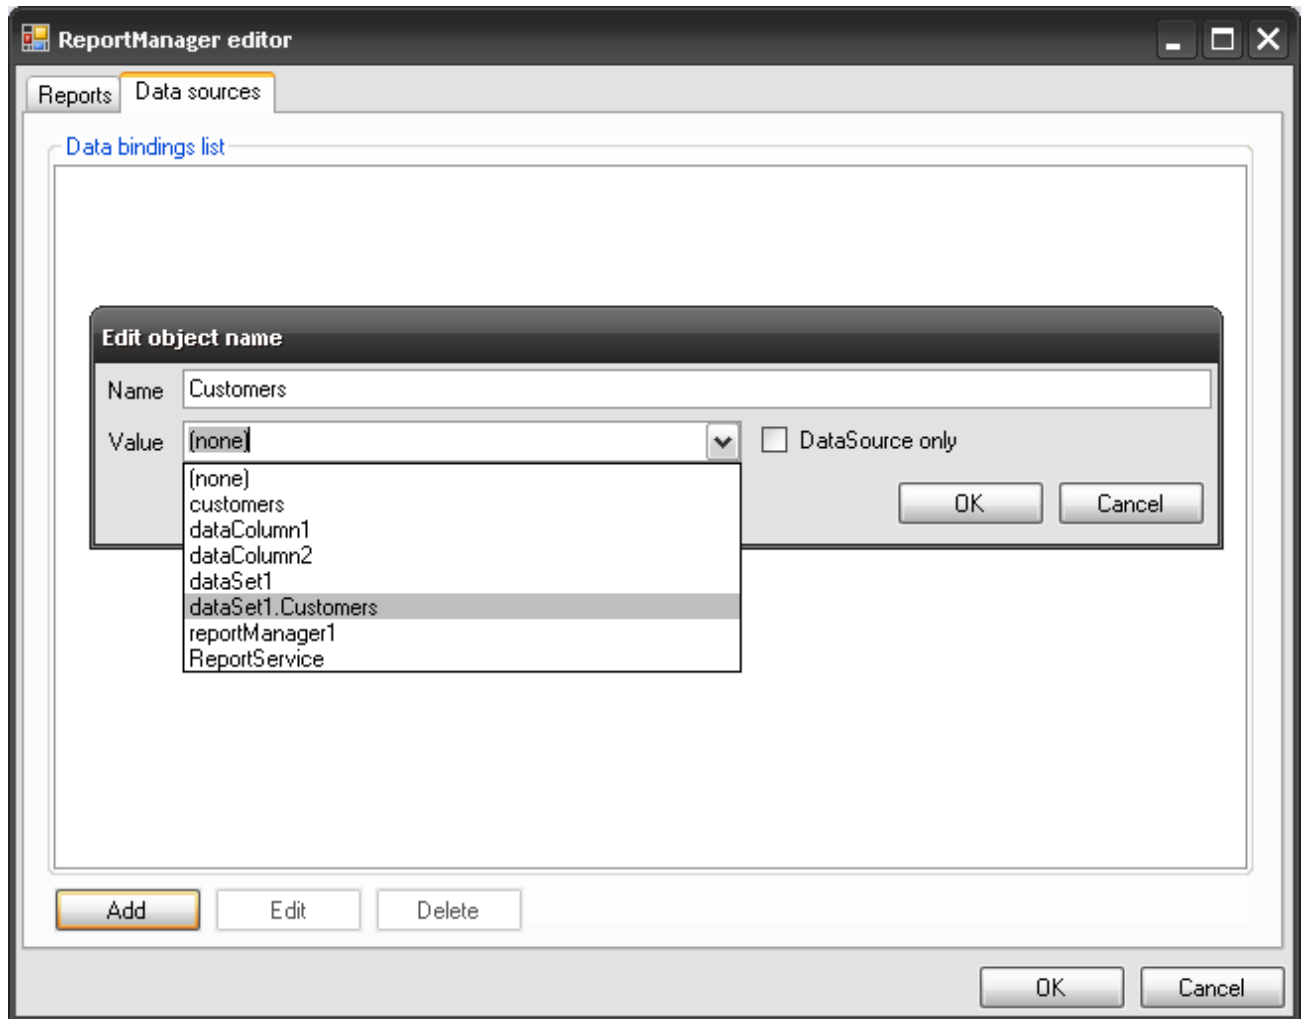 ReportManager editor
Reports Data sources
Data bindings list
Edit object name
Name Customers
Value (none) DataSource only
(none)
customers
dataColumn1
dataColumn2
dataSet1
dataSet1.Customers
reportManager1
ReportService
OK Cancel
Add Edit Delete
OK Cancel